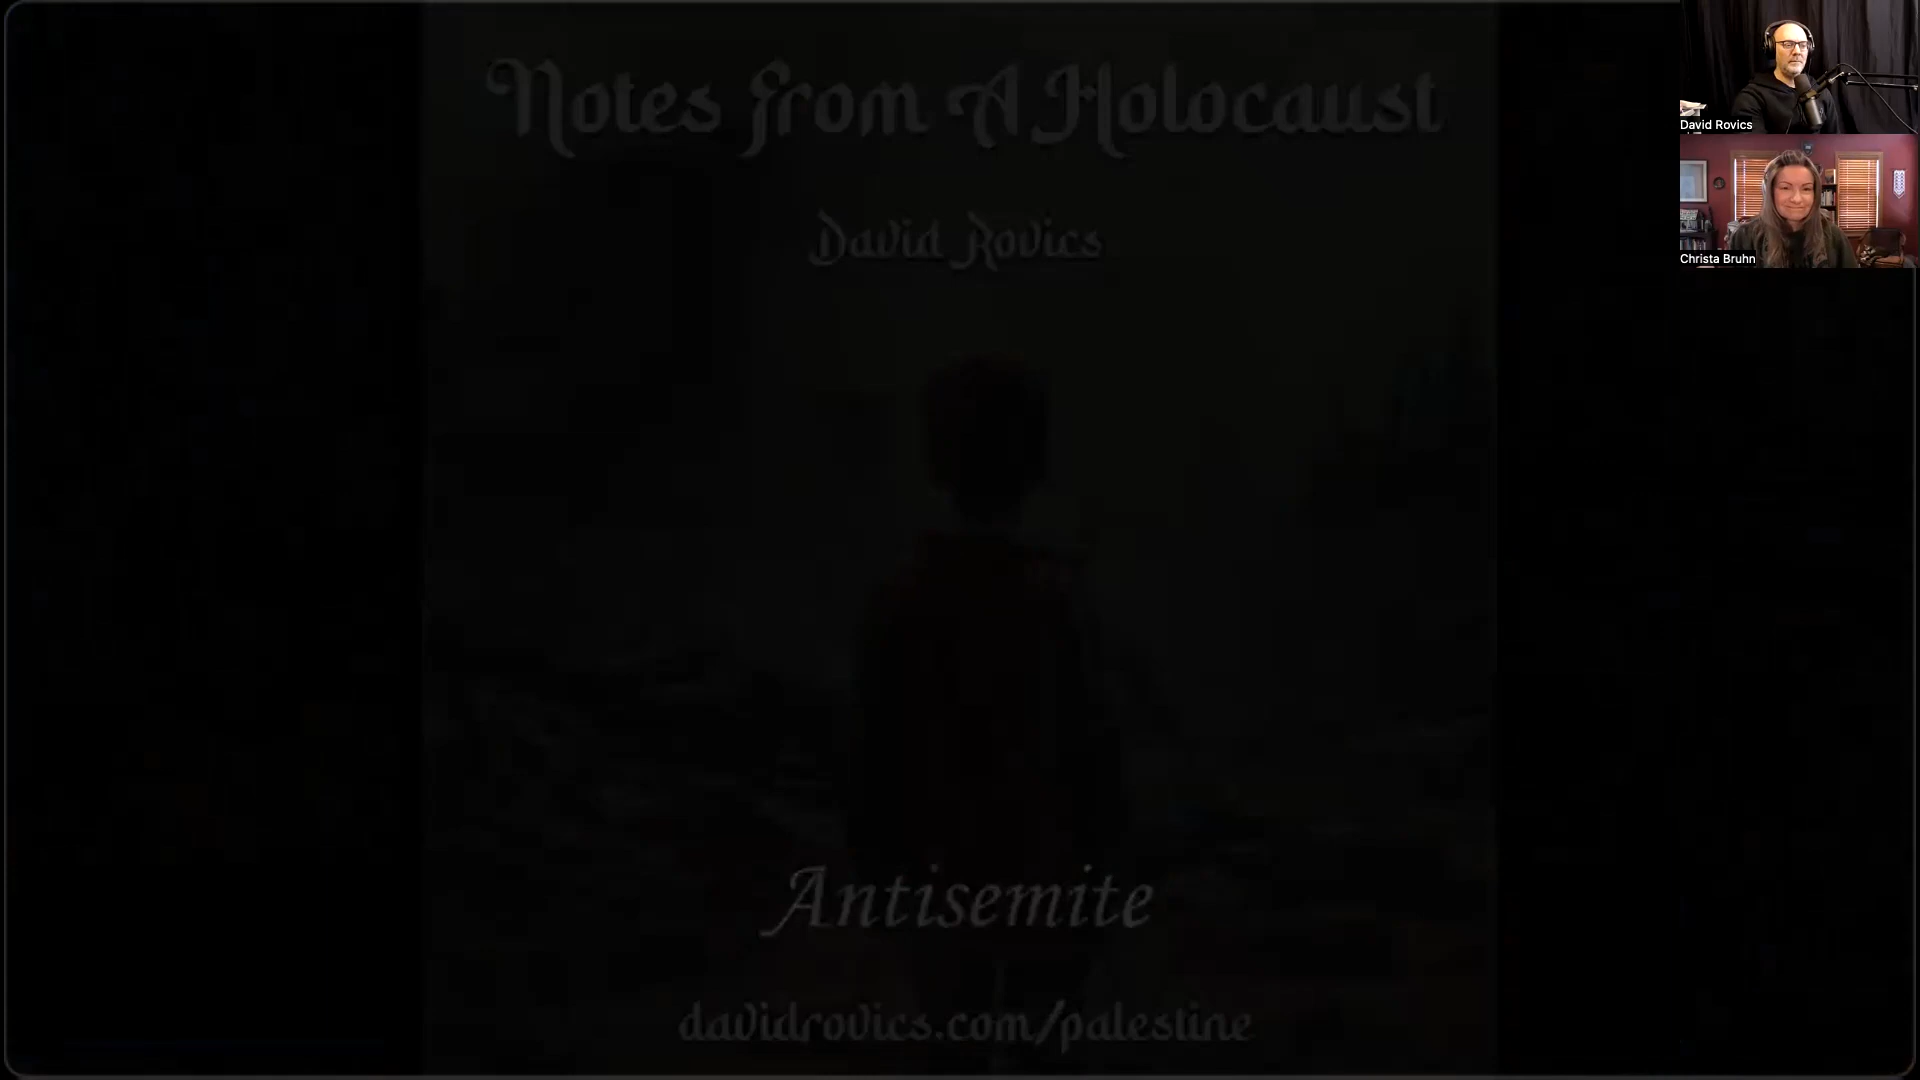 Notes from A Holocaust
David Rovics
Antisemite
davidrovics.com/palestine
David Rovics
Christa Bruhn